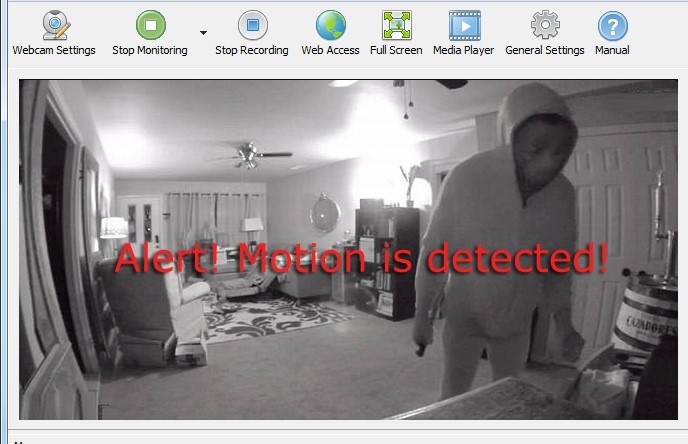 Webcam Settings Stop Monitoring Stop Recording Web Access Full Screen Media Player General Settings Manual
Alert! Motion is detected!
CAZADORES